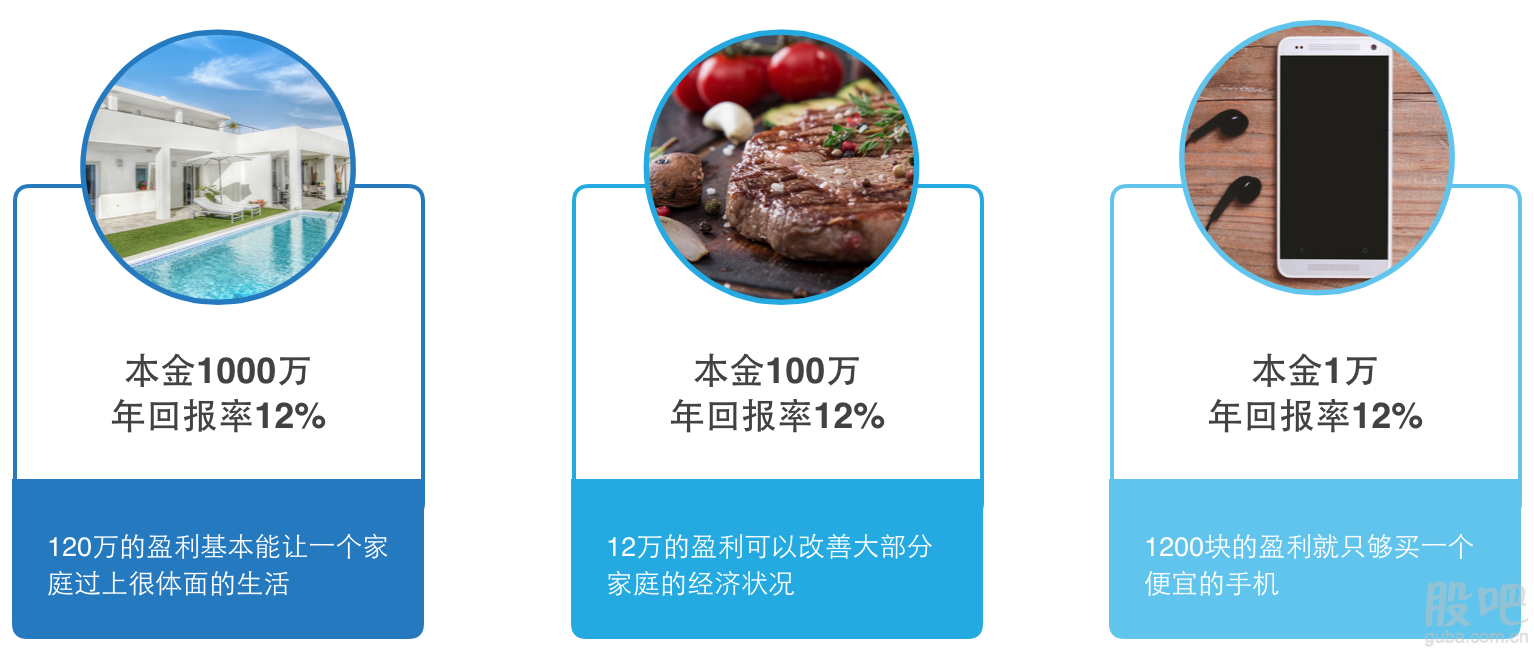 本金1000万
年回报率12%
120万的盈利基本能让一个家
庭过上很体面的生活
本金100万
年回报率12%
12万的盈利可以改善大部分
家庭的经济状况
本金1万
年回报率12%
1200块的盈利就只够买一个
便宜的手机
股吧
guba.com.cn